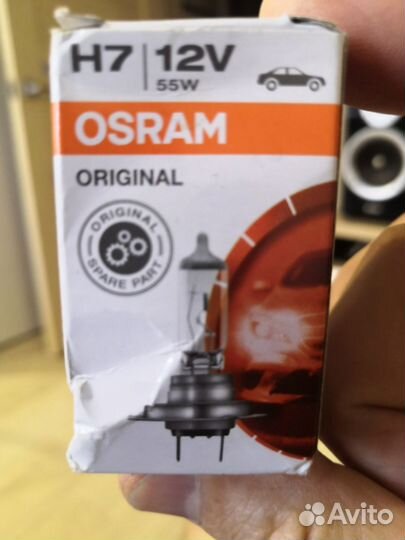 H7 | 12V
55W
OSRAM
ORIGINAL
ORIGINAL
SPARE PART
Avito